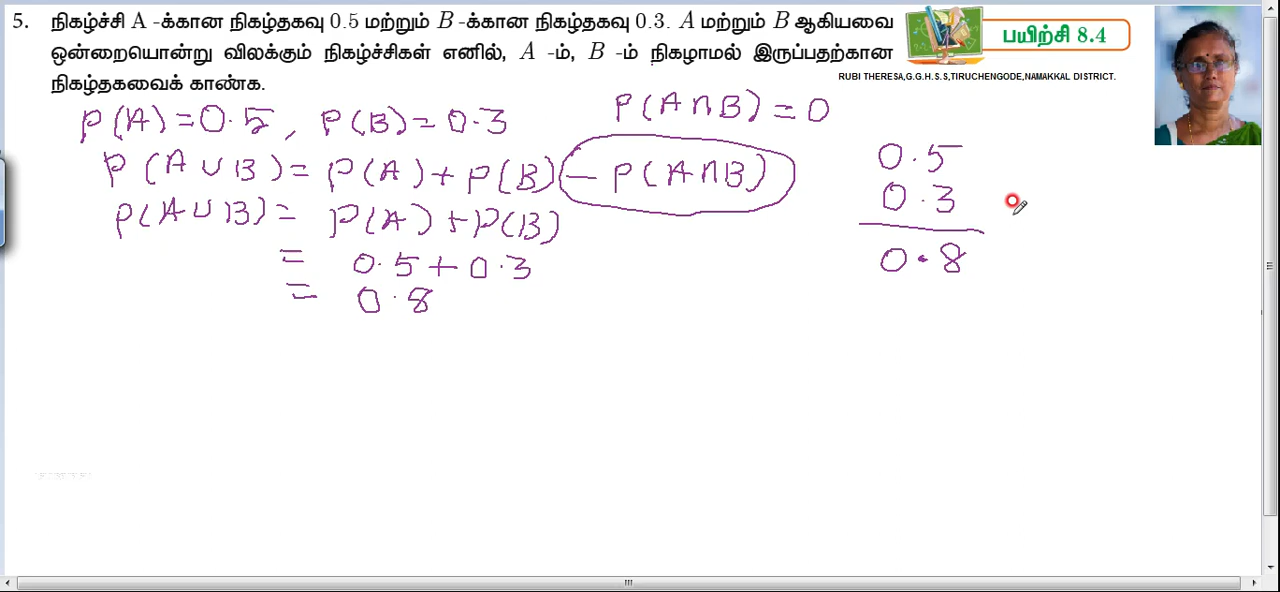 5. நிகழ்ச்சி A -க்கான நிகழ்தகவு 0.5 மற்றும் B -க்கான நிகழ்தகவு 0.3. A மற்றும் B ஆகியவை
ஒன்றையொன்று விலக்கும் நிகழ்ச்சிகள் எனில், A -ம், B -ம் நிகழாமல் இருப்பதற்கான
நிகழ்தகவைக் காண்க.
பயிற்சி 8.4
RUBI THERESA,G.G.H.S.S,TIRUCHENGODE,NAMAKKAL DISTRICT.
P(A) = 0.5, P(B) = 0.3
P(A∩B) = 0
P(A∪B) = P(A) + P(B) - P(A∩B)
P(A∪B) = P(A) + P(B)
= 0.5 + 0.3
= 0.8
0.5
0.3
0.8